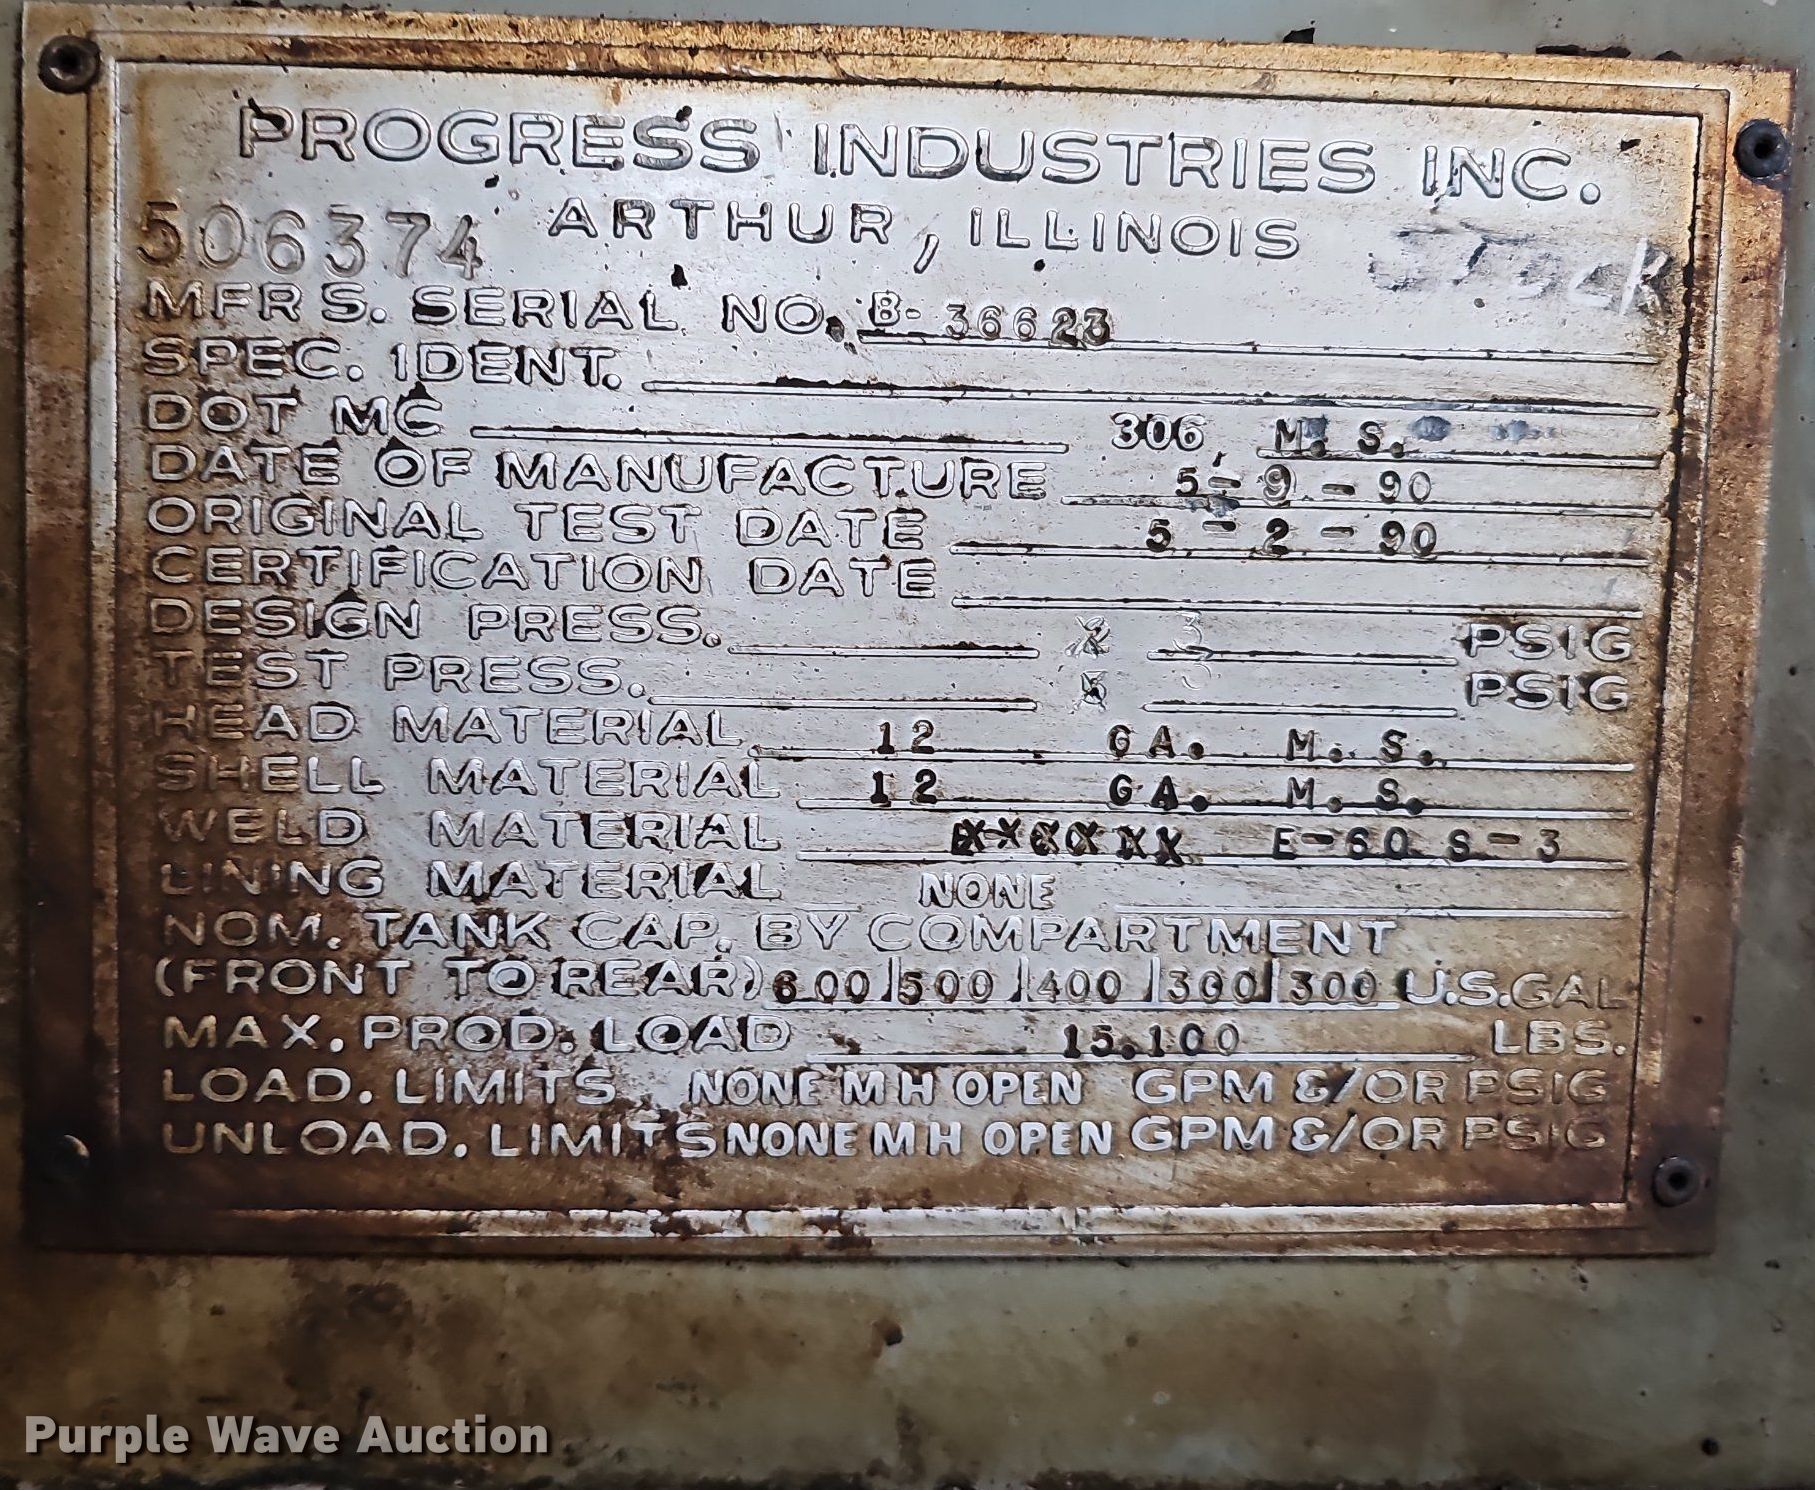 PROGRESS INDUSTRIES INC.
ARTHUR, ILLINOIS
506374
MFRS. SERIAL NO. B-36623
SPEC. IDENT.
DOT MC 306 M. S.
DATE OF MANUFACTURE 5-9-90
ORIGINAL TEST DATE 5-2-90
CERTIFICATION DATE
DESIGN PRESS. 3 PSIG
TEST PRESS. 3 PSIG
HEAD MATERIAL 12 GA. M. S.
SHELL MATERIAL 12 GA. M. S.
WELD MATERIAL E-60 S-3
LINING MATERIAL NONE
NOM. TANK CAP. BY COMPARTMENT
(FRONT TO REAR) 600|500|400|300|300 U.S.GAL
MAX. PROD. LOAD 15.100 LBS.
LOAD. LIMITS NONE MH OPEN GPM &/OR PSIG
UNLOAD. LIMITS NONE MH OPEN GPM &/OR PSIG
Purple Wave Auction